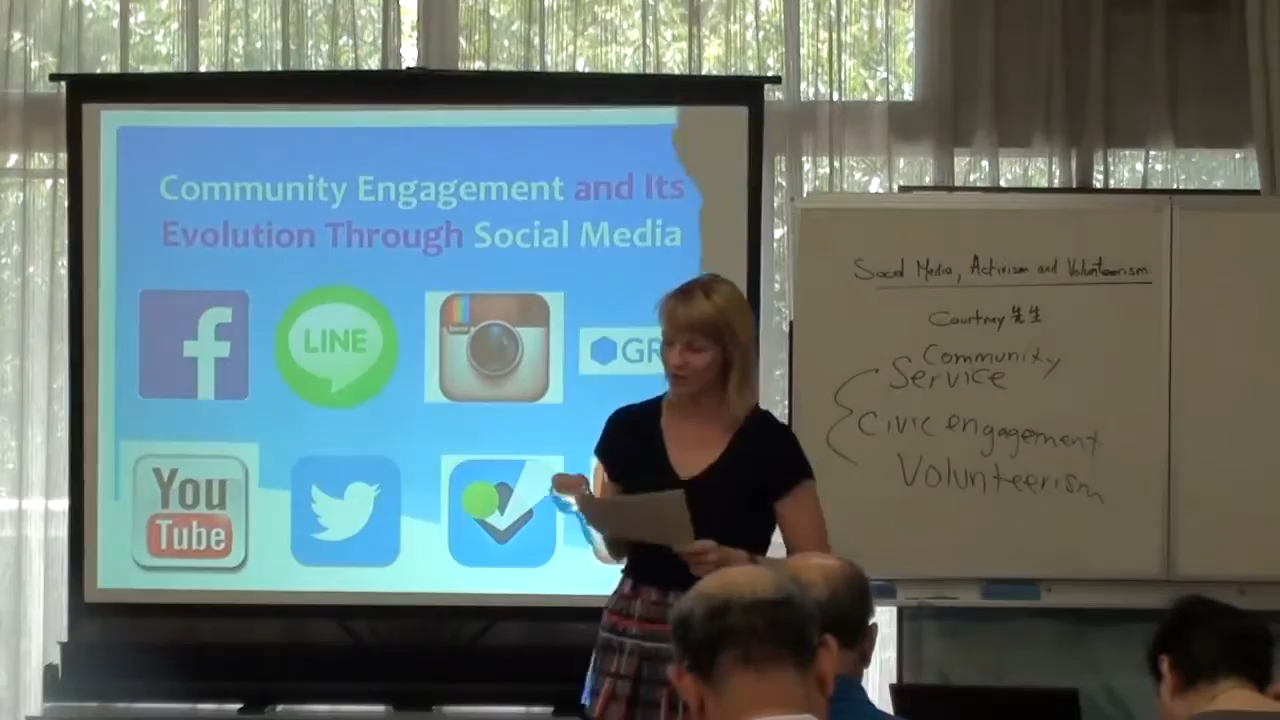 Community Engagement and Its
Evolution Through Social Media
f
LINE
GR
You
Tube
Social Media, Activism and Volunteerism
Courtney 先生
Community
Service
Civic engagement
Volunteerism